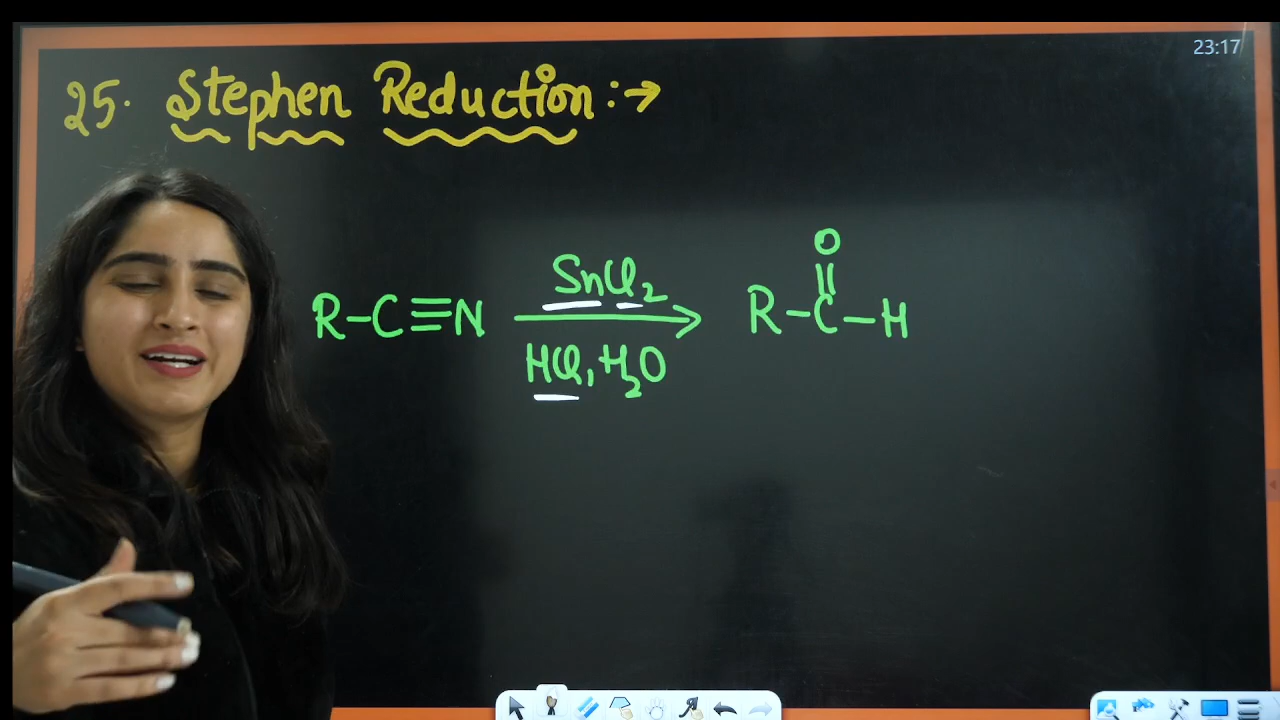 23:17
25. Stephen Reduction :→
O
||
R-C≡N SnCl2 R-C-H
HCl, H2O